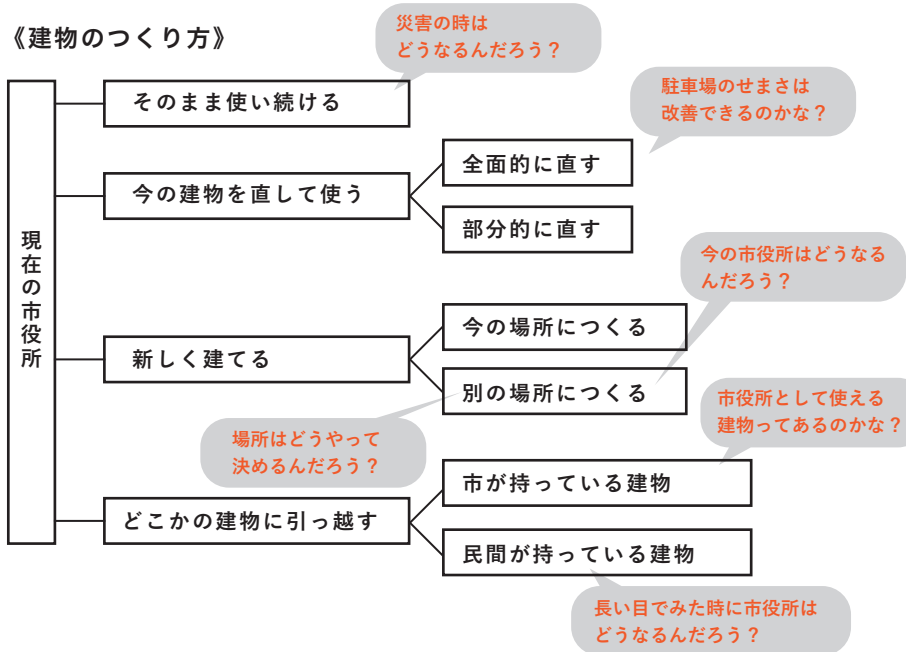 《建物のつくり方》
災害の時は
どうなるんだろう？
現在の市役所
そのまま使い続ける
駐車場のせまさは
改善できるのかな？
今の建物を直して使う
全面的に直す
部分的に直す
今の市役所はどうなる
んだろう？
新しく建てる
今の場所につくる
別の場所につくる
市役所として使える
建物ってあるのかな？
場所はどうやって
決めるんだろう？
どこかの建物に引っ越す
市が持っている建物
民間が持っている建物
長い目でみた時に市役所は
どうなるんだろう？